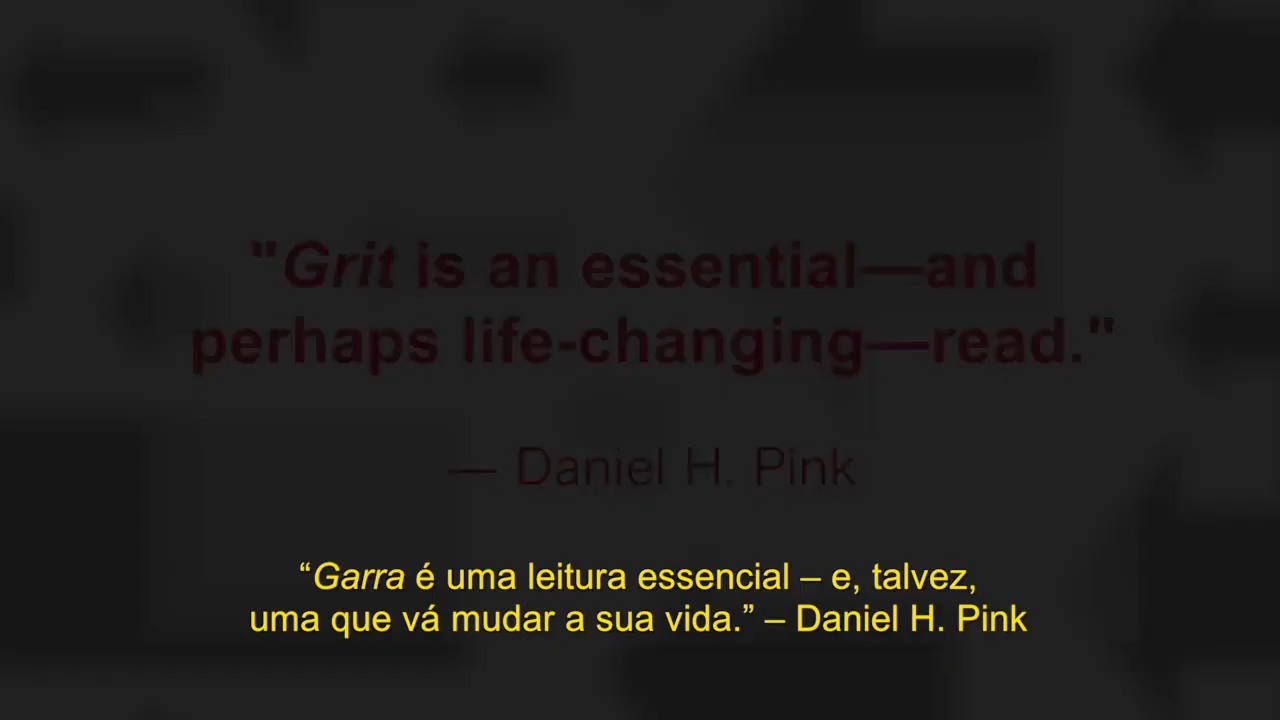 "Grit is an essential—and
perhaps life-changing—read."
— Daniel H. Pink
“Garra é uma leitura essencial – e, talvez,
uma que vá mudar a sua vida.” – Daniel H. Pink